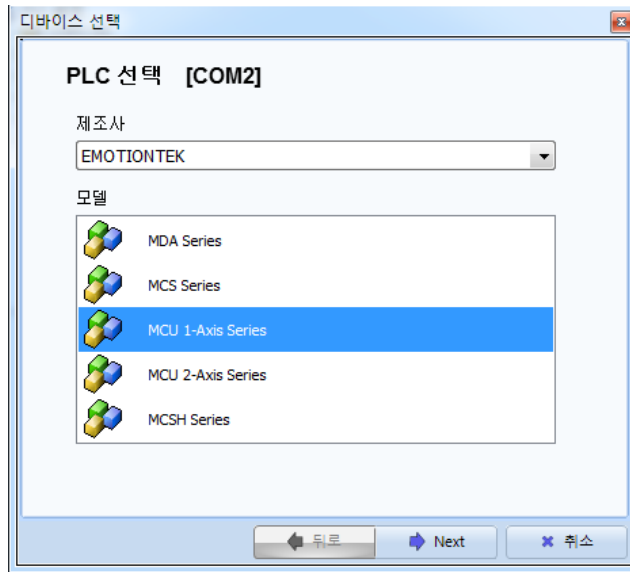 디바이스 선택
PLC 선택 [COM2]
제조사
EMOTIONTEK
모델
MDA Series
MCS Series
MCU 1-Axis Series
MCU 2-Axis Series
MCSH Series
뒤로 Next 취소